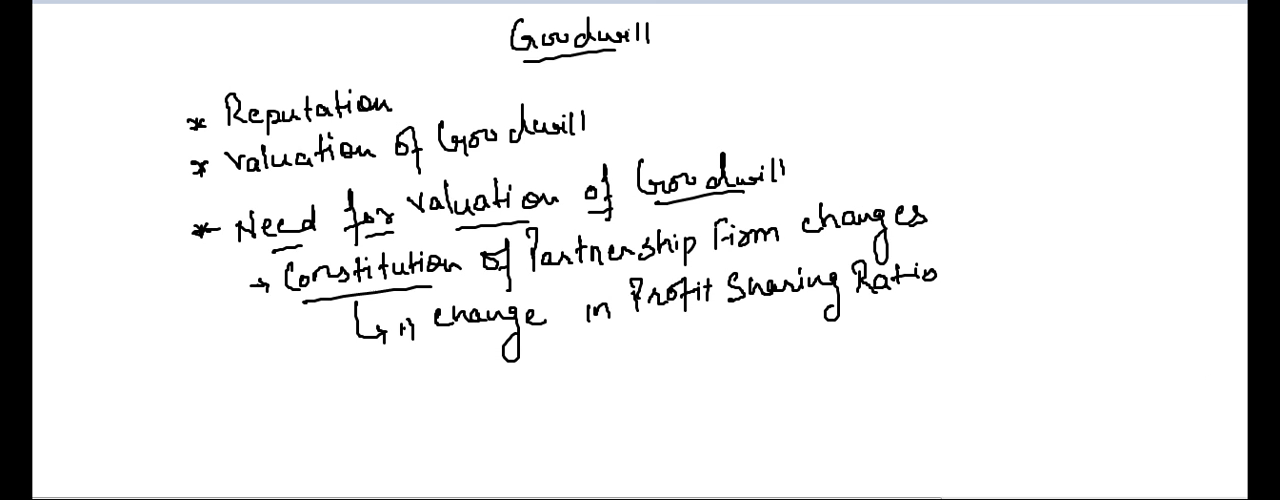 Goodwill
* Reputation
* Valuation of Goodwill
* Need for valuation of Goodwill
→ Constitution of Partnership Firm changes
↳ 1) change in Profit Sharing Ratio